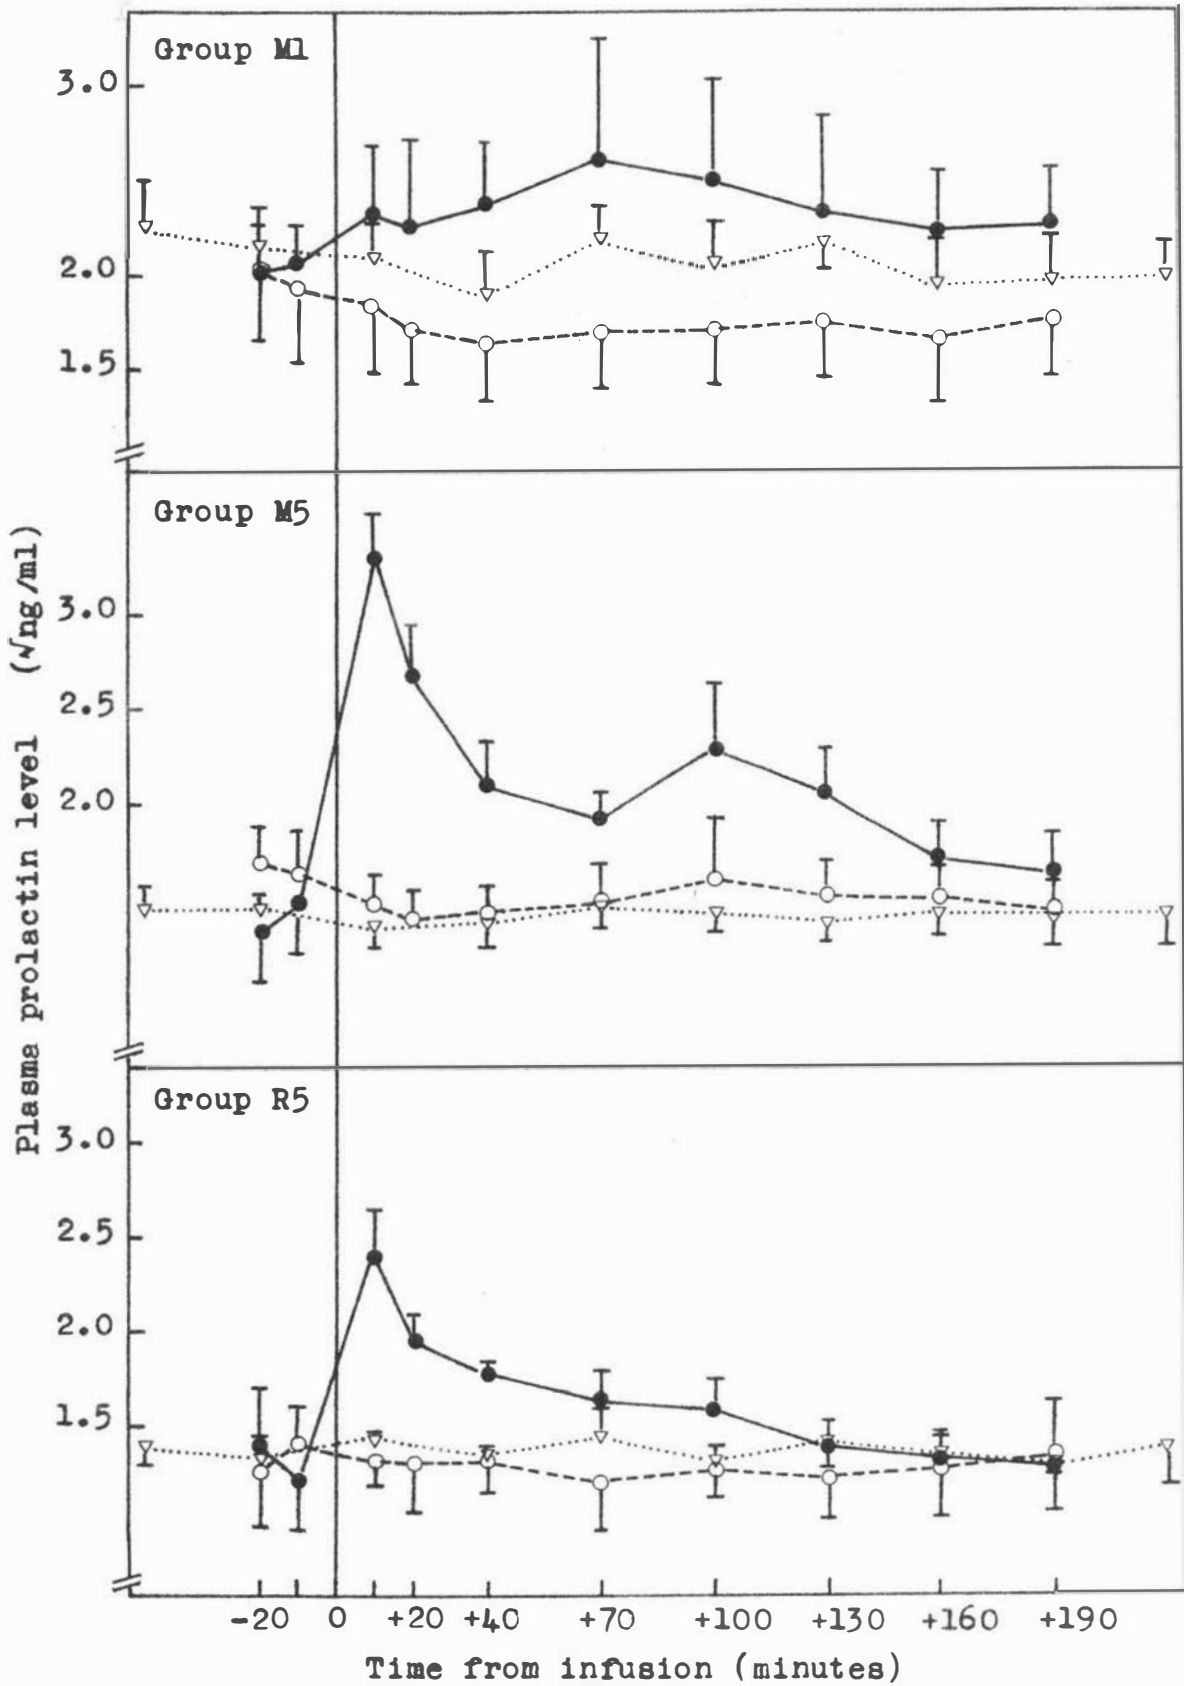 Group M1
3.0
2.0
1.5
Group M5
3.0
2.5
2.0
Group R5
3.0
2.5
2.0
1.5
Plasma prolactin level (√ng/ml)
-20 0 +20 +40 +70 +100 +130 +160 +190
Time from infusion (minutes)